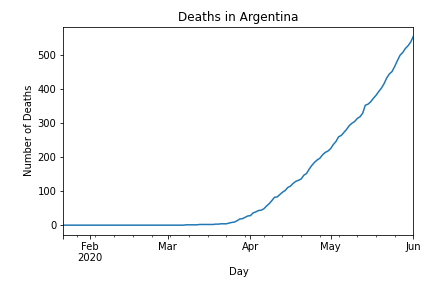 Deaths in Argentina
Number of Deaths
500
400
300
200
100
0
Feb
2020
Mar
Apr
May
Jun
Day